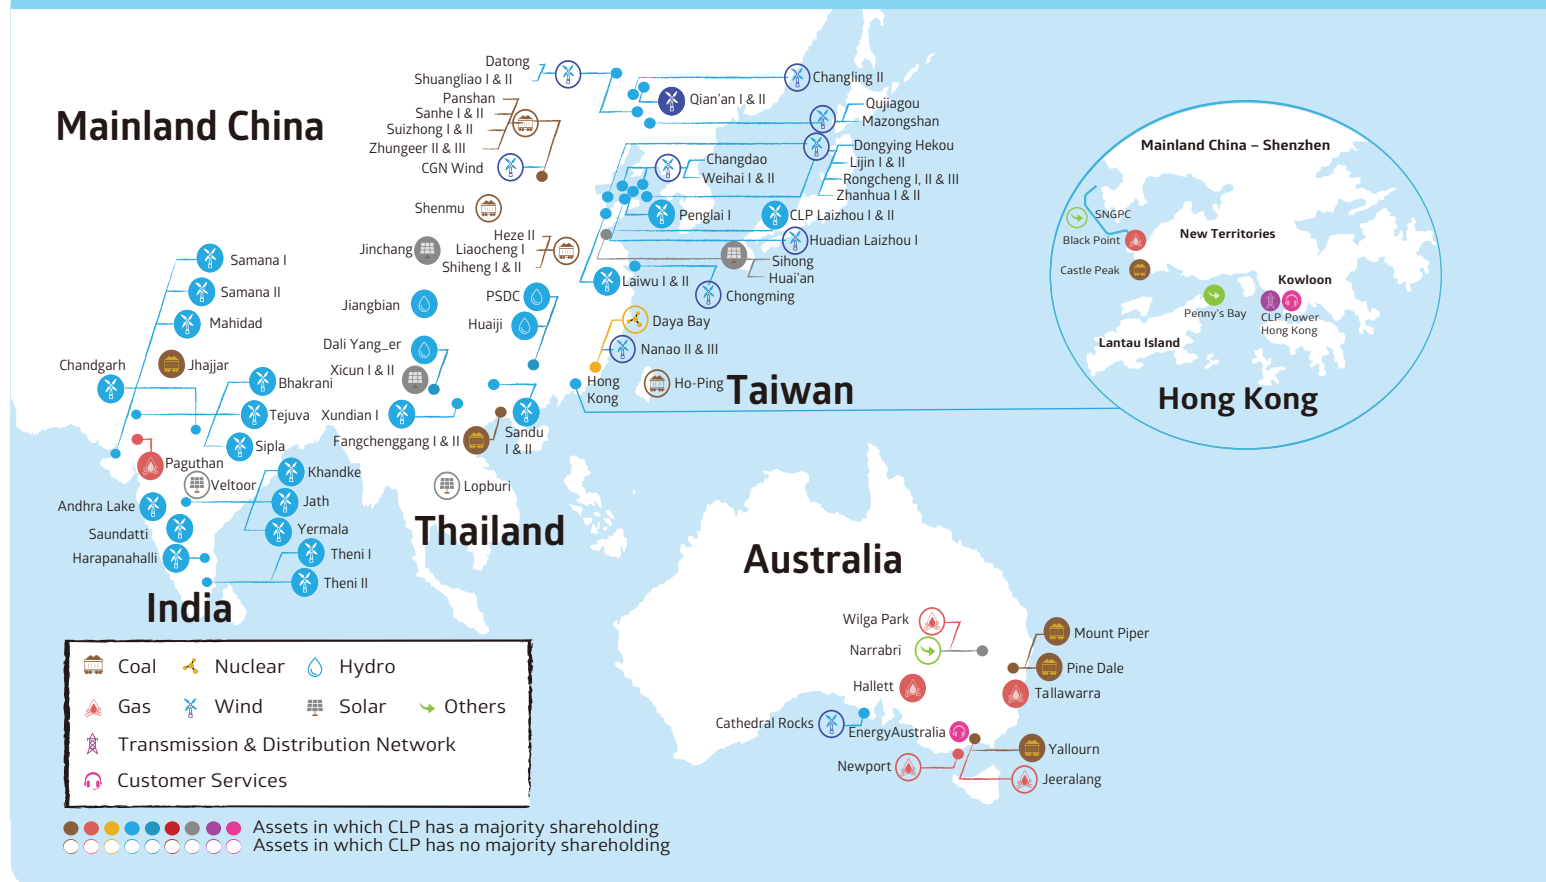 Mainland China
Datong
Shuangliao I & II
Panshan
Sanhe I & II
Suizhong I & II
Zhungeer II & III
CGN Wind
Shenmu
Jinchang
Heze II
Liaocheng I
Shiheng I & II
Jiangbian
PSDC
Huaiji
Dali Yang_er
Xicun I & II
Xundian I
Fangchenggang I & II
Sandu
I & II
Changling II
Qian'an I & II
Qujiagou
Mazongshan
Dongying Hekou
Lijin I & II
Rongcheng I, II & III
Zhanhua I & II
Changdao
Weihai I & II
Penglai I
CLP Laizhou I & II
Huadian Laizhou I
Sihong
Huai'an
Laiwu I & II
Chongming
Daya Bay
Nanao II & III
Hong
Kong
Ho-Ping
Taiwan
Mainland China – Shenzhen
SNGPC
Black Point
New Territories
Castle Peak
Kowloon
Penny's Bay
CLP Power
Hong Kong
Lantau Island
Hong Kong
Samana I
Samana II
Mahidad
Chandgarh
Jhajjar
Bhakrani
Tejuva
Sipla
Paguthan
Veltoor
Khandke
Andhra Lake
Jath
Saundatti
Yermala
Harapanahalli
Theni I
Theni II
India
Lopburi
Thailand
Australia
Wilga Park
Narrabri
Hallett
Cathedral Rocks
EnergyAustralia
Newport
Mount Piper
Pine Dale
Tallawarra
Yallourn
Jeeralang
Coal
Nuclear
Hydro
Gas
Wind
Solar
Others
Transmission & Distribution Network
Customer Services
Assets in which CLP has a majority shareholding
Assets in which CLP has no majority shareholding